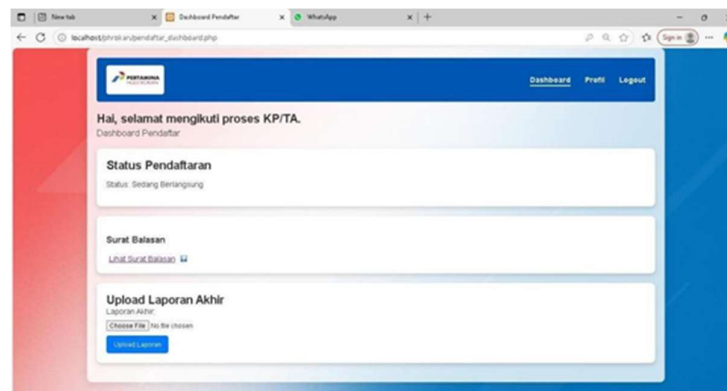 New tab
Dashboard Pendaftar
WhatsApp
localhost/phrokan/pendaftar_dashboard.php
Sign in
PERTAMINA
Dashboard Profil Logout
Hai, selamat mengikuti proses KP/TA.
Dashboard Pendaftar
Status Pendaftaran
Status: Sedang Berlangsung
Surat Balasan
Lihat Surat Balasan
Upload Laporan Akhir
Laporan Akhir:
Choose File No file chosen
Upload Laporan